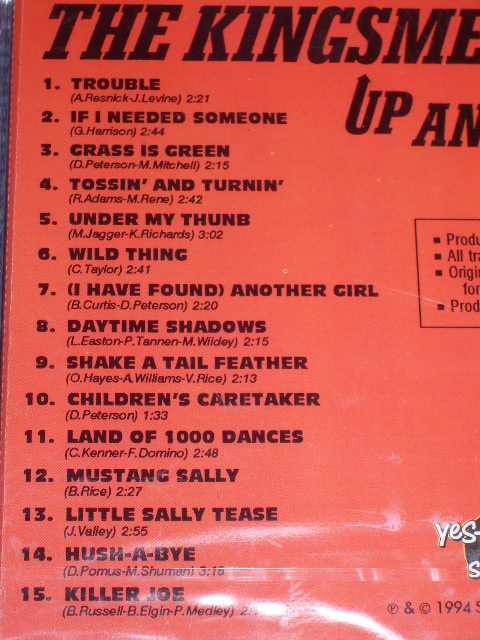 THE KINGSME
UP AN
1. TROUBLE
(A.Resnick-J.Levine) 2:21
2. IF I NEEDED SOMEONE
(G.Harrison) 2:44
3. GRASS IS GREEN
(D.Peterson-M.Mitchell) 2:15
4. TOSSIN' AND TURNIN'
(R.Adams-M.Rene) 2:42
5. UNDER MY THUNB
(M.Jagger-K.Richards) 3:02
6. WILD THING
(C.Taylor) 2:41
7. (I HAVE FOUND) ANOTHER GIRL
(B.Curtis-D.Peterson) 2:20
8. DAYTIME SHADOWS
(L.Easton-P.Tannen-M.Wildey) 2:15
9. SHAKE A TAIL FEATHER
(O.Hayes-A.Williams-V.Rice) 2:13
10. CHILDREN'S CARETAKER
(D.Peterson) 1:33
11. LAND OF 1000 DANCES
(C.Kenner-F.Domino) 2:48
12. MUSTANG SALLY
(B.Rice) 2:27
13. LITTLE SALLY TEASE
(J.Valley) 2:55
14. HUSH-A-BYE
(D.Pomus-M.Shuman) 3:16
15. KILLER JOE
(B.Russell-B.Elgin-P.Medley)
▪ Produ
▪ All tra
▪ Origin
for
▪ Prod
yes-
s
℗ & © 1994 S